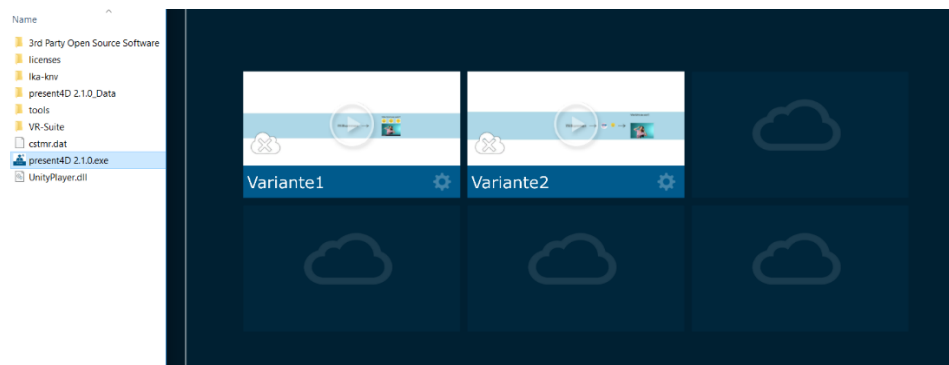 Name
3rd Party Open Source Software
licenses
lka-knv
present4D 2.1.0_Data
tools
VR-Suite
cstmr.dat
present4D 2.1.0.exe
UnityPlayer.dll
Variante1
Variante2